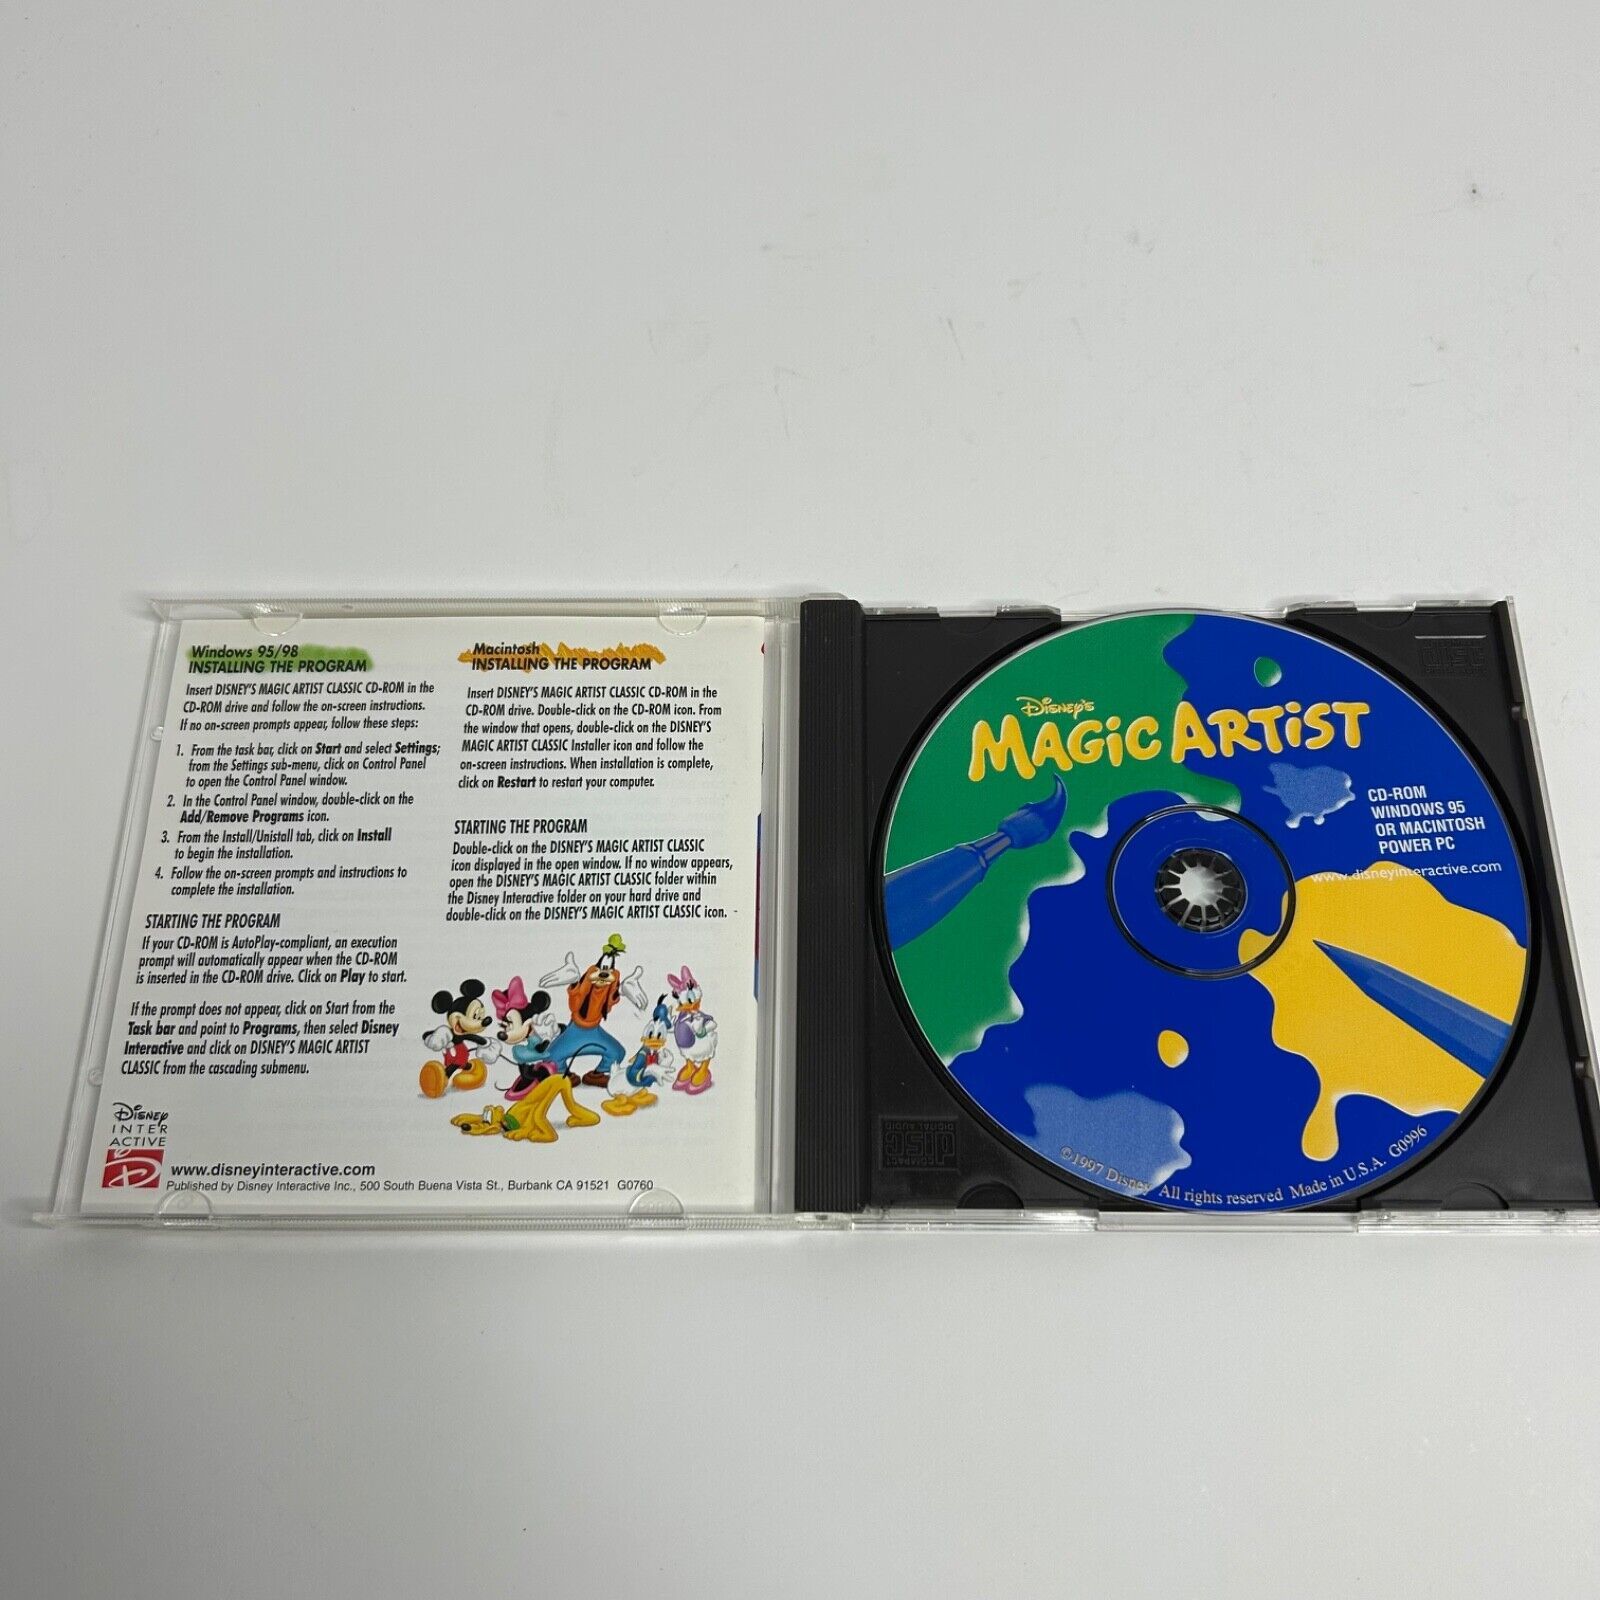 Windows 95/98
INSTALLING THE PROGRAM
Insert DISNEY'S MAGIC ARTIST CLASSIC CD-ROM in the
CD-ROM drive and follow the on-screen instructions.
If no on-screen prompts appear, follow these steps:
1. From the task bar, click on Start and select Settings;
from the Settings sub-menu, click on Control Panel
to open the Control Panel window.
2. In the Control Panel window, double-click on the
Add/Remove Programs icon.
3. From the Install/Unistall tab, click on Install
to begin the installation.
4. Follow the on-screen prompts and instructions to
complete the installation.
STARTING THE PROGRAM
If your CD-ROM is AutoPlay-compliant, an execution
prompt will automatically appear when the CD-ROM
is inserted in the CD-ROM drive. Click on Play to start.
If the prompt does not appear, click on Start from the
Task bar and point to Programs, then select Disney
Interactive and click on DISNEY'S MAGIC ARTIST
CLASSIC from the cascading submenu.
Macintosh
INSTALLING THE PROGRAM
Insert DISNEY'S MAGIC ARTIST CLASSIC CD-ROM in the
CD-ROM drive. Double-click on the CD-ROM icon. From
the window that opens, double-click on the DISNEY'S
MAGIC ARTIST CLASSIC Installer icon and follow the
on-screen instructions. When installation is complete,
click on Restart to restart your computer.
STARTING THE PROGRAM
Double-click on the DISNEY'S MAGIC ARTIST CLASSIC
icon displayed in the open window. If no window appears,
open the DISNEY'S MAGIC ARTIST CLASSIC folder within
the Disney Interactive folder on your hard drive and
double-click on the DISNEY'S MAGIC ARTIST CLASSIC icon.
Disney
INTER
ACTIVE
www.disneyinteractive.com
Published by Disney Interactive Inc., 500 South Buena Vista St., Burbank CA 91521 G0760
Disney's
MAGIC ARTIST
CD-ROM
WINDOWS 95
OR MACINTOSH
POWER PC
www.disneyinteractive.com
©1997 Disney All rights reserved Made in U.S.A. G0996
COMPACT
disc
DIGITAL AUDIO